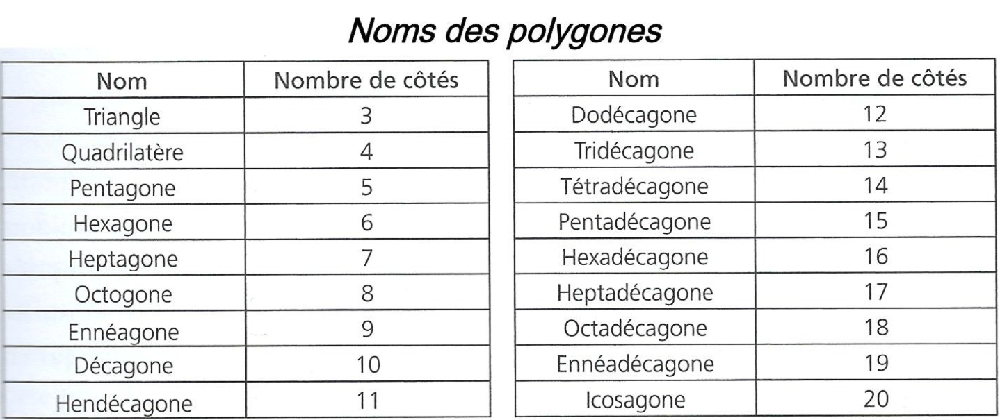 Noms des polygones
Nom Nombre de côtés
Triangle 3
Quadrilatère 4
Pentagone 5
Hexagone 6
Heptagone 7
Octogone 8
Ennéagone 9
Décagone 10
Hendécagone 11
Nom Nombre de côtés
Dodécagone 12
Tridécagone 13
Tétradécagone 14
Pentadécagone 15
Hexadécagone 16
Heptadécagone 17
Octadécagone 18
Ennéadécagone 19
Icosagone 20